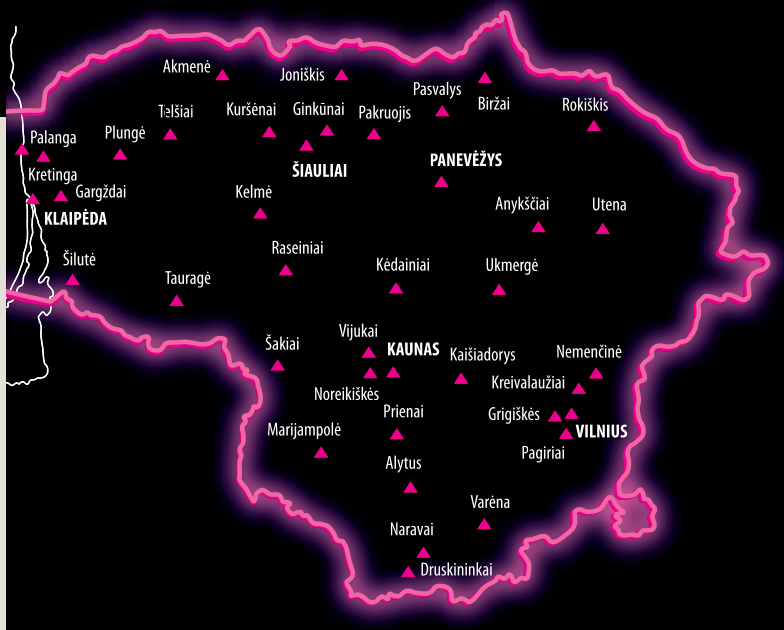 Akmenė
Joniškis
Pasvalys
Biržai
Rokiškis
Telšiai
Kuršėnai
Ginkūnai
Pakruojis
Palanga
Plungė
ŠIAULIAI
PANEVĖŽYS
Kretinga
Gargždai
Kelmė
Anykščiai
Utena
KLAIPĖDA
Šilutė
Raseiniai
Tauragė
Kėdainiai
Ukmergė
Vijukai
KAUNAS
Šakiai
Kaišiadorys
Nemenčinė
Kreivalaužiai
Noreikiškės
Prienai
Grigiškės
VILNIUS
Marijampolė
Pagiriai
Alytus
Varėna
Naravai
Druskininkai